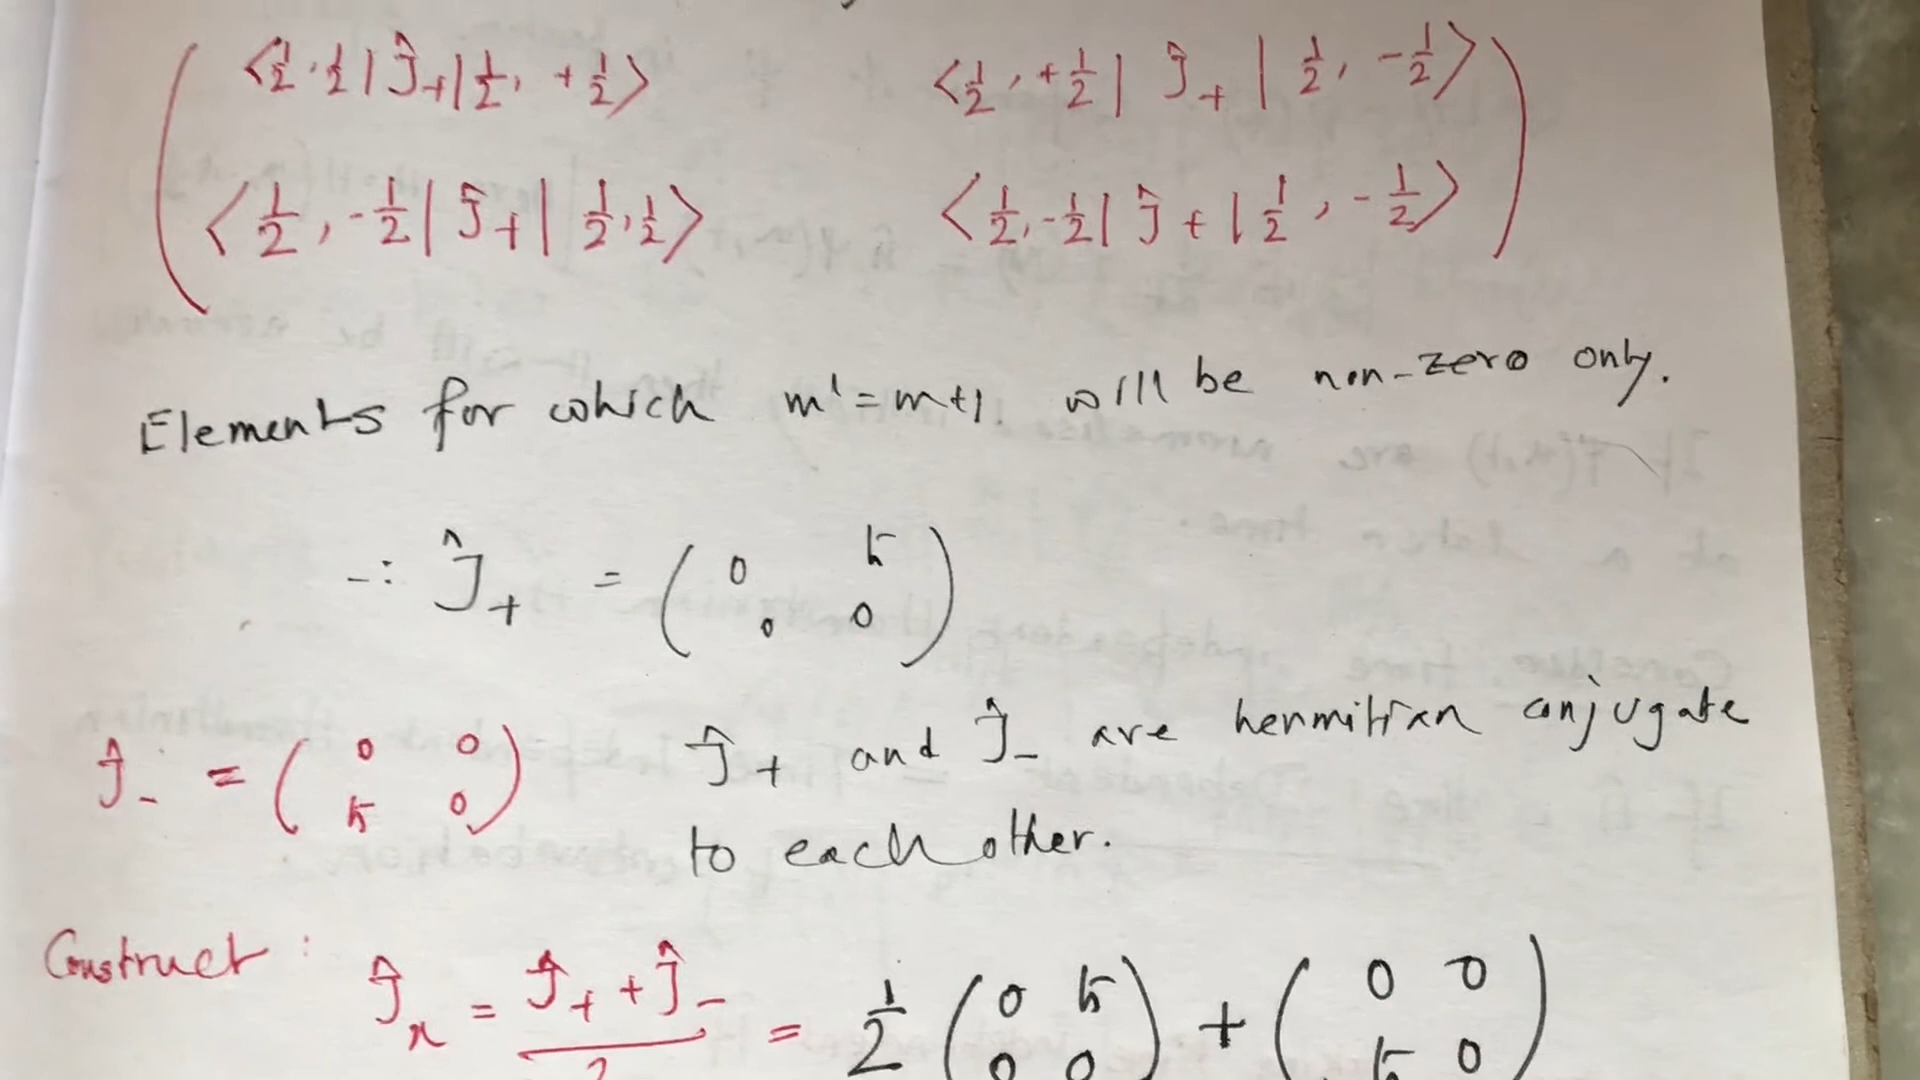 ⟨1/2, 1/2 | Ĵ+ | 1/2, +1/2⟩ ⟨1/2, +1/2 | Ĵ+ | 1/2, -1/2⟩
⟨1/2, -1/2 | Ĵ+ | 1/2, 1/2⟩ ⟨1/2, -1/2 | Ĵ+ | 1/2, -1/2⟩
Elements for which m' = m+1. will be non-zero only.
∴ Ĵ+ = ( 0 ħ
0 0 )
Ĵ- = ( 0 0
ħ 0 )
Ĵ+ and Ĵ- are hermitian conjugate
to each other.
Construct : Ĵx = (Ĵ+ + Ĵ-)/2 = 1/2 ( 0 ħ
0 0 ) + ( 0 0
ħ 0 )